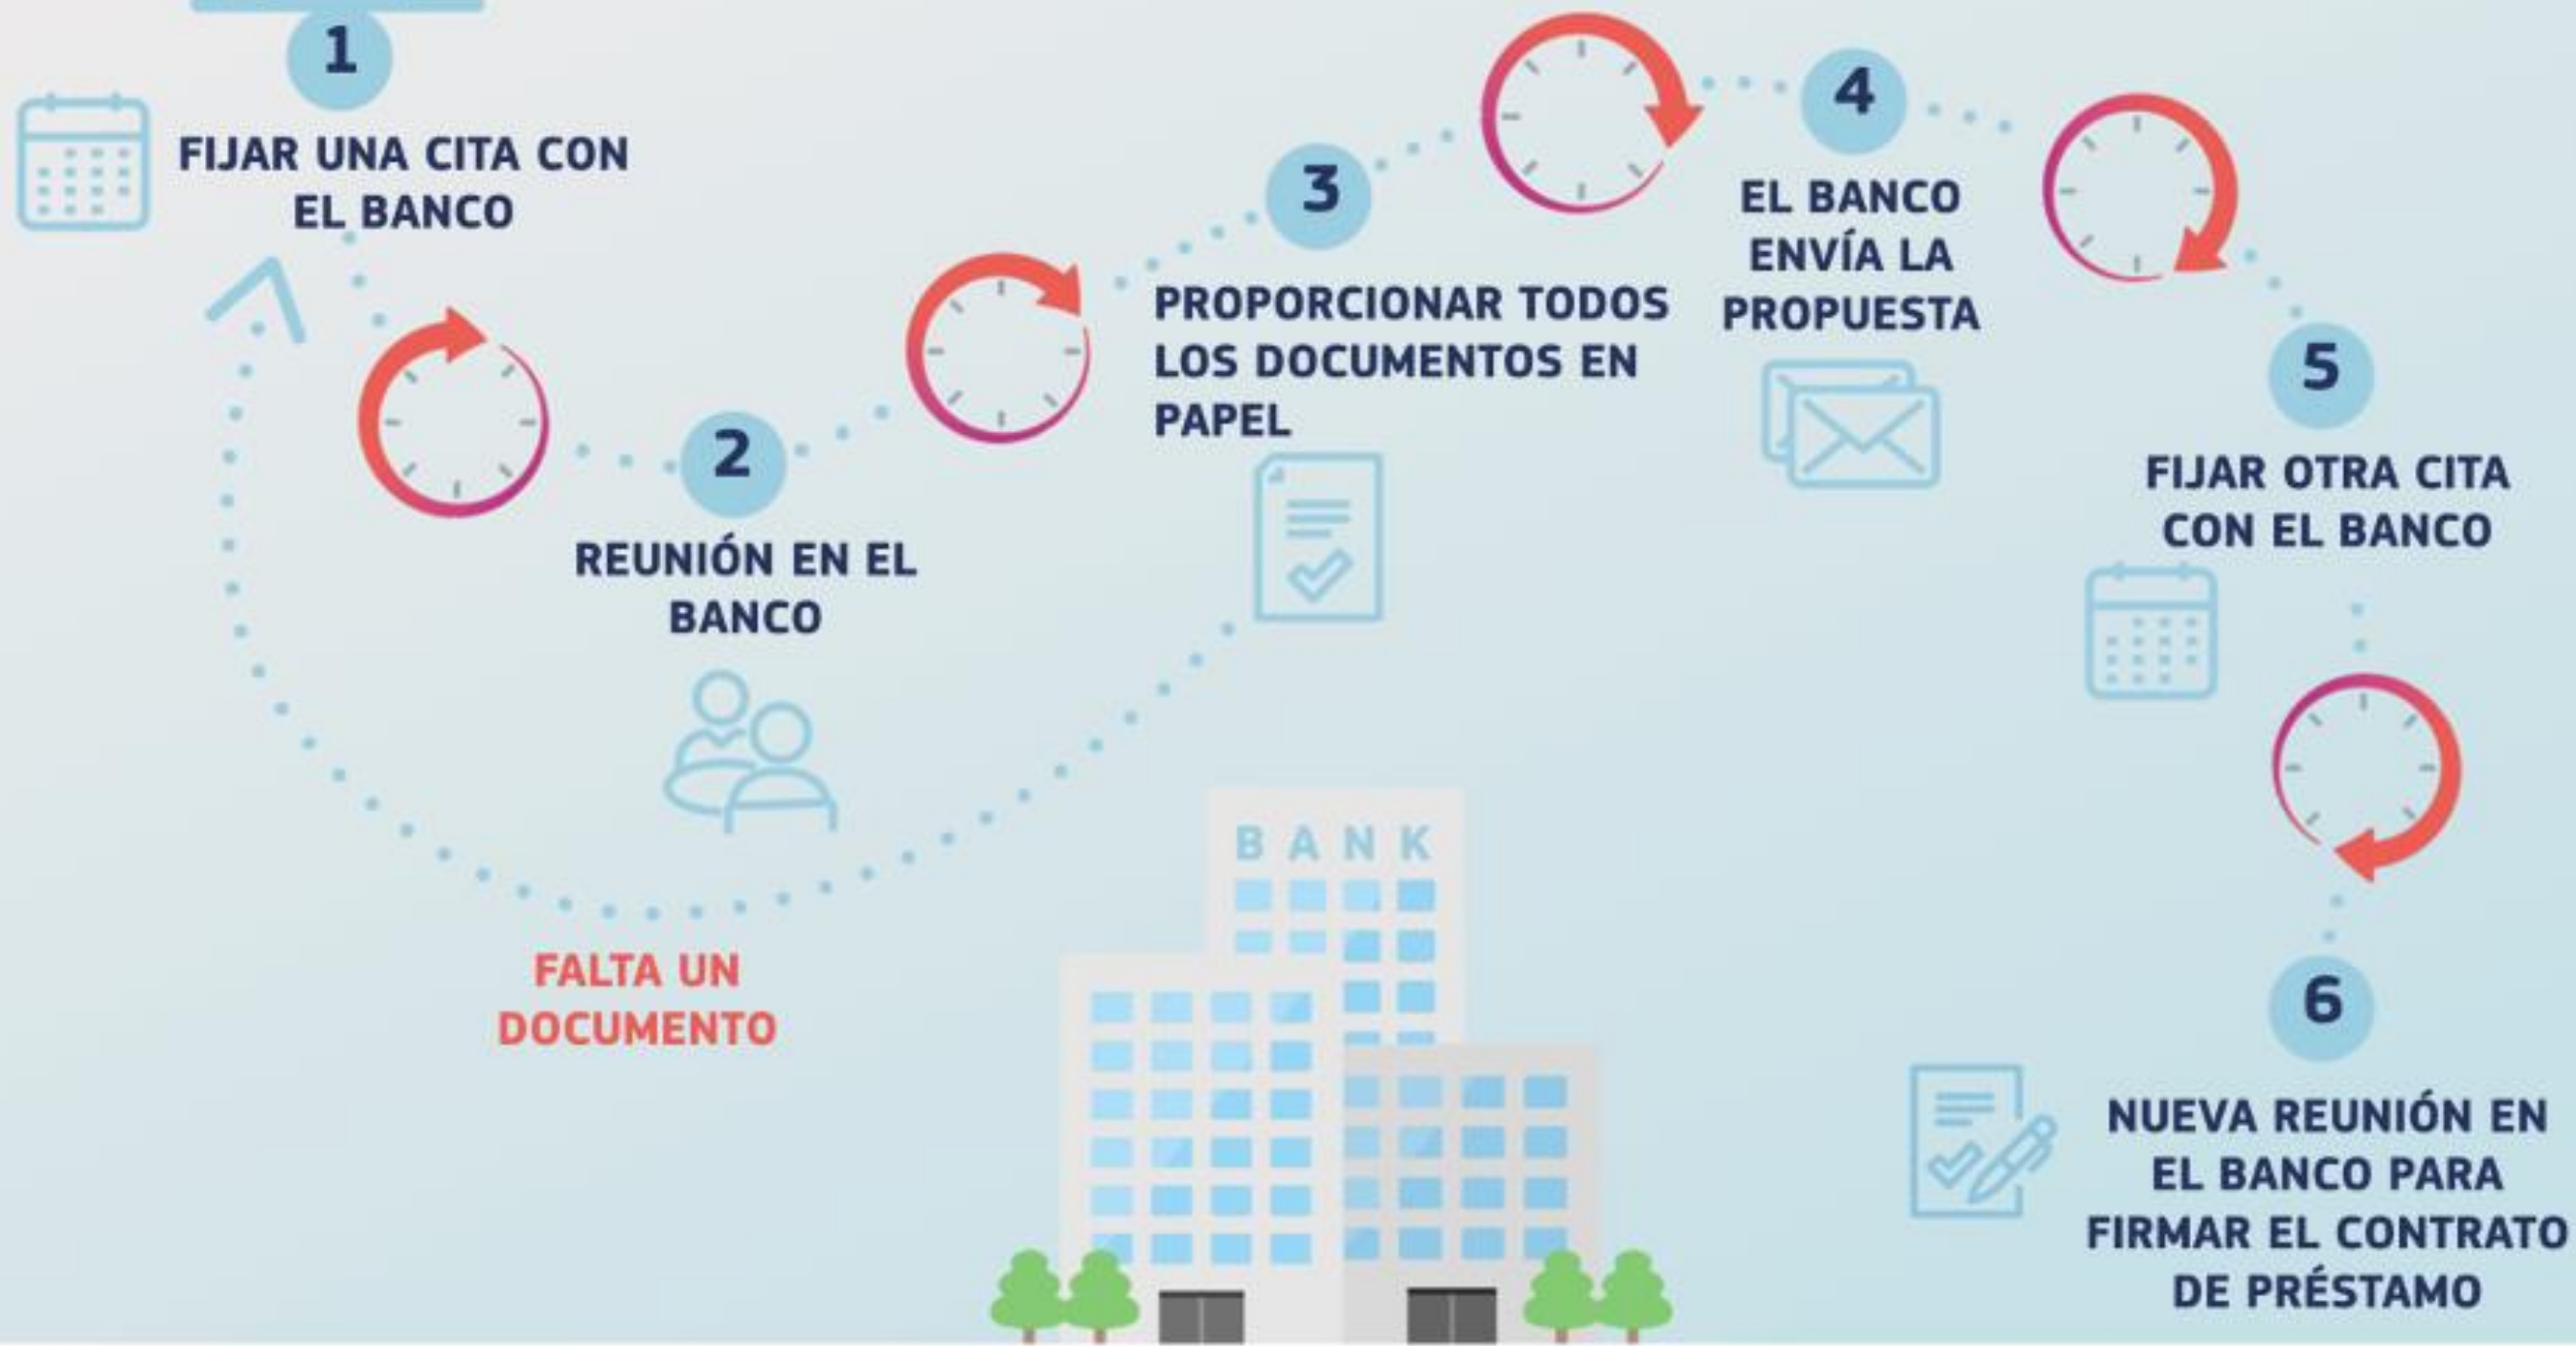 1
FIJAR UNA CITA CON
EL BANCO
2
REUNIÓN EN EL
BANCO
3
PROPORCIONAR TODOS
LOS DOCUMENTOS EN
PAPEL
4
EL BANCO
ENVÍA LA
PROPUESTA
5
FIJAR OTRA CITA
CON EL BANCO
6
NUEVA REUNIÓN EN
EL BANCO PARA
FIRMAR EL CONTRATO
DE PRÉSTAMO
FALTA UN
DOCUMENTO
BANK